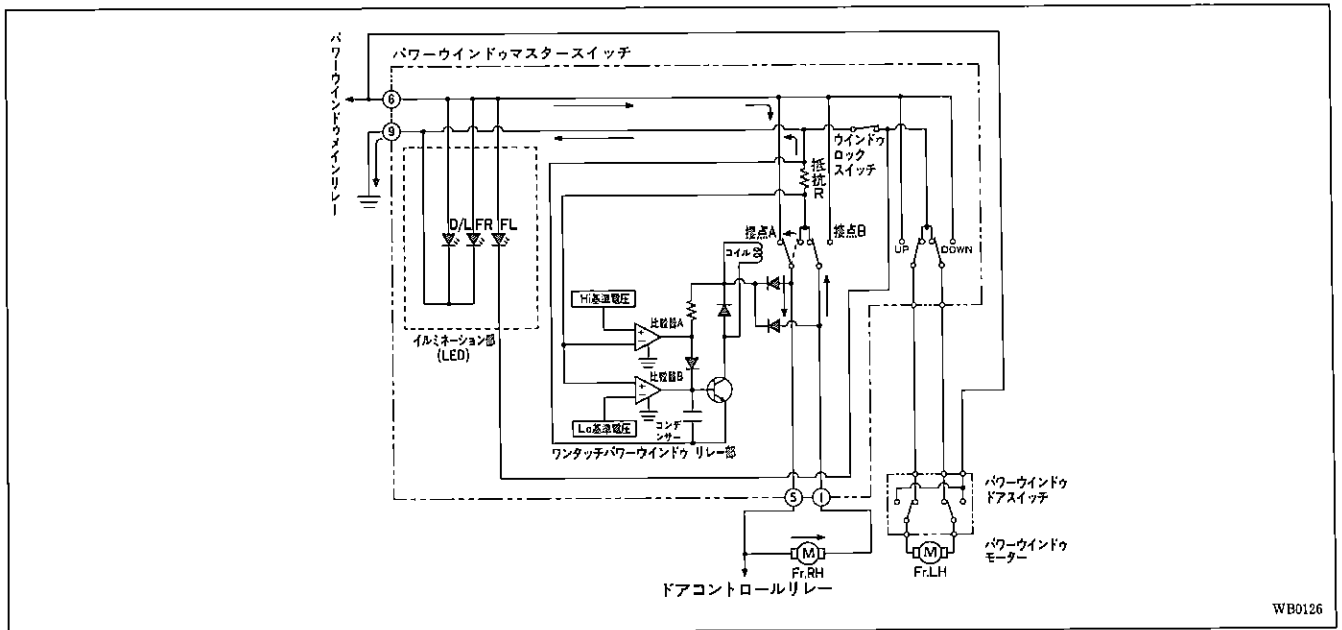 パワーウインドゥメインリレー
パワーウインドゥマスタースイッチ
6
9
D/L FR FL
イルミネーション部
(LED)
ウインドゥ
ロック
スイッチ
抵抗R
接点A
接点B
コイル
UP
DOWN
Hi基準電圧
比較器A
+
−
比較器B
+
−
Lo基準電圧
コンデ
ンサー
ワンタッチパワーウインドゥ リレー部
5
1
M
Fr.RH
ドアコントロールリレー
パワーウインドゥ
ドアスイッチ
M
Fr.LH
パワーウインドゥ
モーター
WB0126